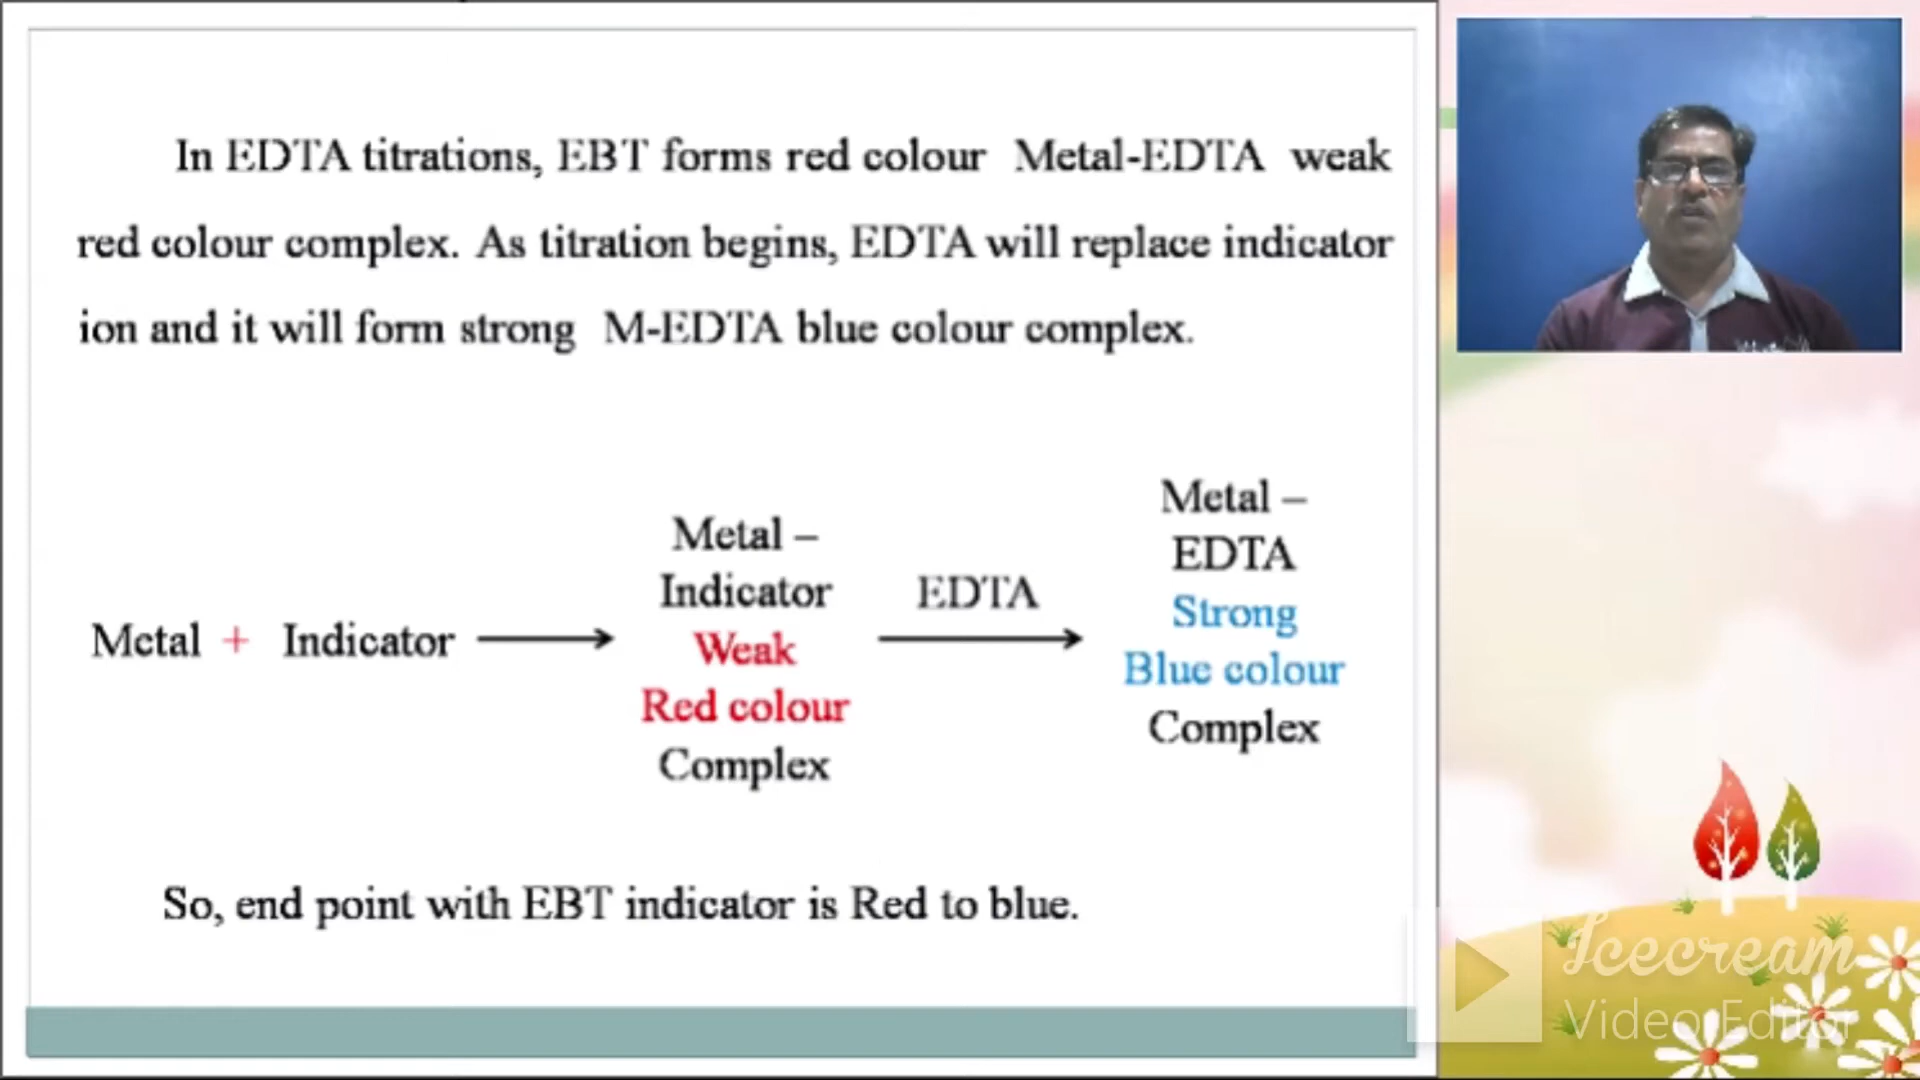 In EDTA titrations, EBT forms red colour Metal-EDTA weak
red colour complex. As titration begins, EDTA will replace indicator
ion and it will form strong M-EDTA blue colour complex.
Metal + Indicator
Metal –
Indicator
Weak
Red colour
Complex
EDTA
Metal –
EDTA
Strong
Blue colour
Complex
So, end point with EBT indicator is Red to blue.
Icecream
Video Editor